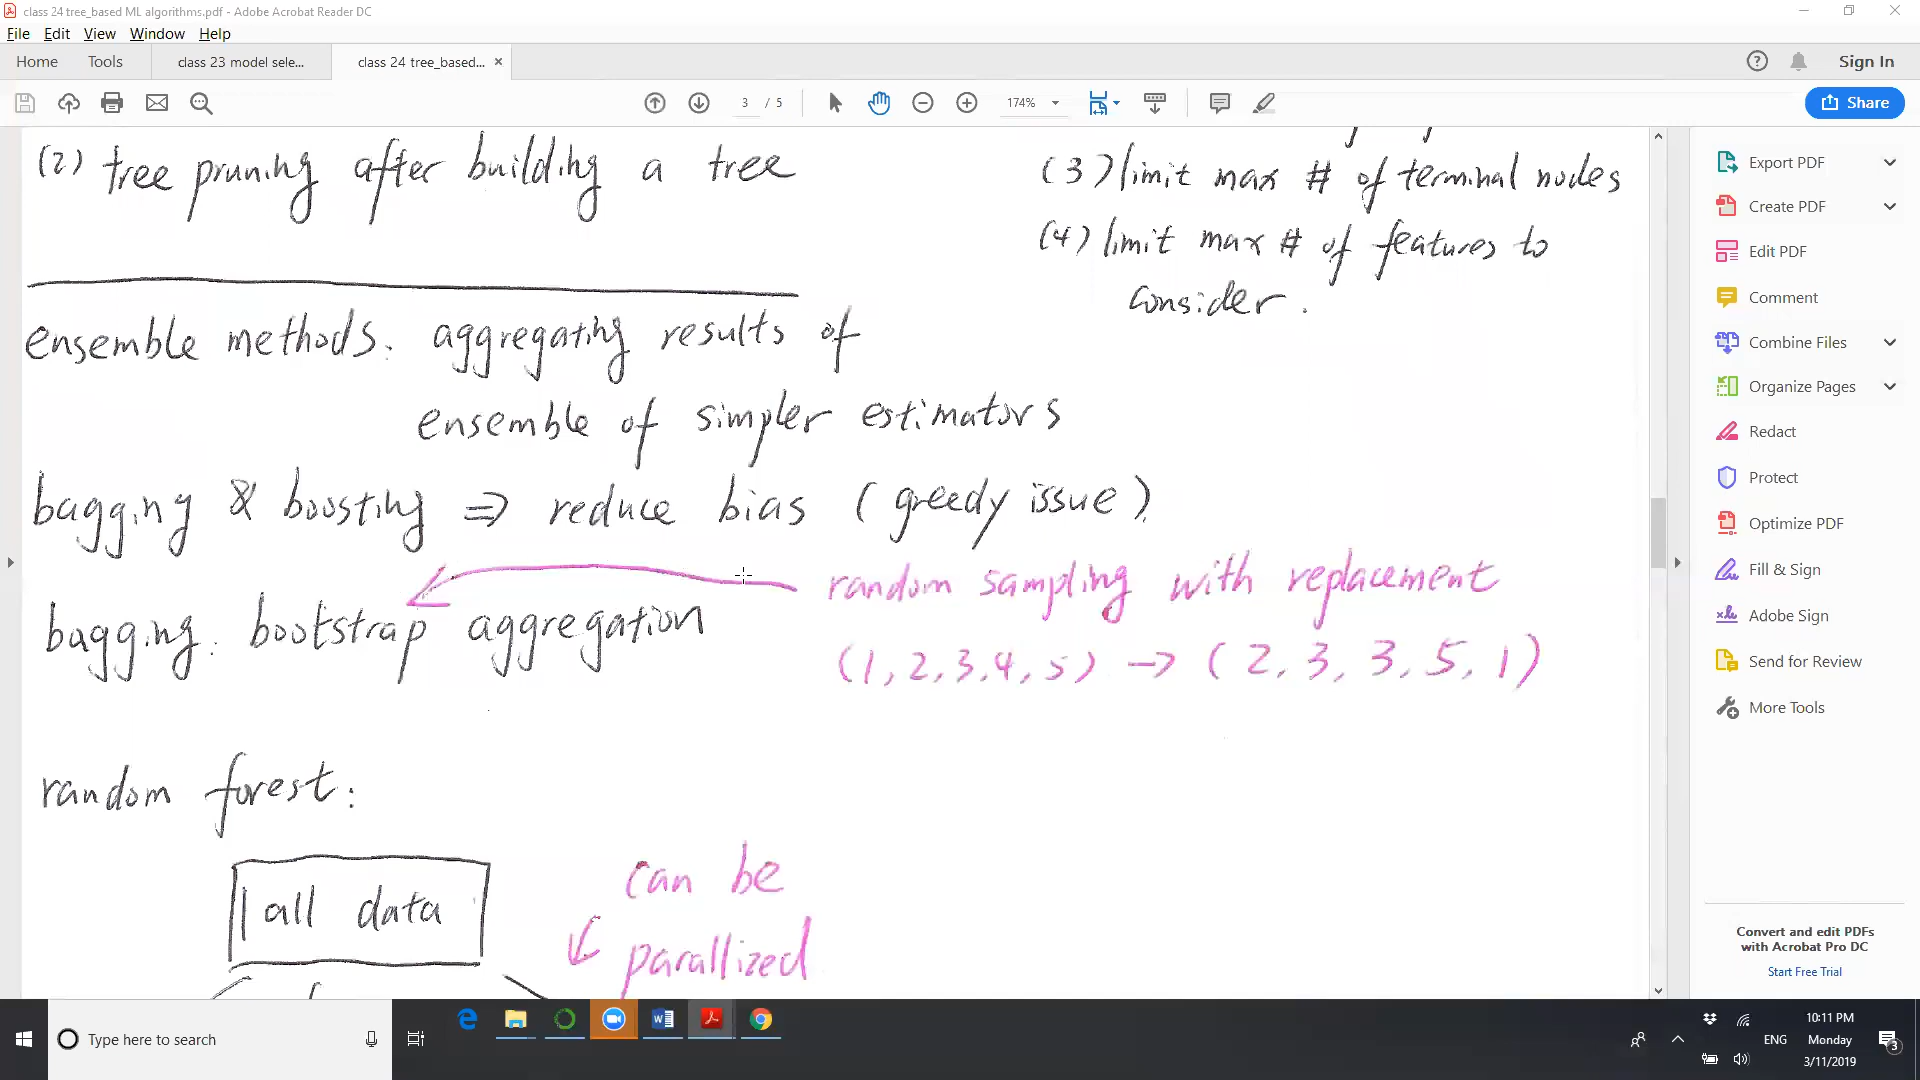 class 24 tree_based ML algorithms.pdf - Adobe Acrobat Reader DC
File Edit View Window Help
Home Tools class 23 model sele... class 24 tree_based... × Sign In
3 / 5 174% Share
(2) tree pruning after building a tree
(3) limit max # of terminal nodes
(4) limit max # of features to
consider.
ensemble methods: aggregating results of
ensemble of simpler estimators
bagging & boosting ⇒ reduce bias (greedy issue)
random sampling with replacement
bagging: bootstrap aggregation
(1, 2, 3, 4, 5) → (2, 3, 3, 5, 1)
random forest:
all data
can be
parallized
Export PDF
Create PDF
Edit PDF
Comment
Combine Files
Organize Pages
Redact
Protect
Optimize PDF
Fill & Sign
Adobe Sign
Send for Review
More Tools
Convert and edit PDFs
with Acrobat Pro DC
Start Free Trial
Type here to search
ENG
10:11 PM
Monday
3/11/2019
3